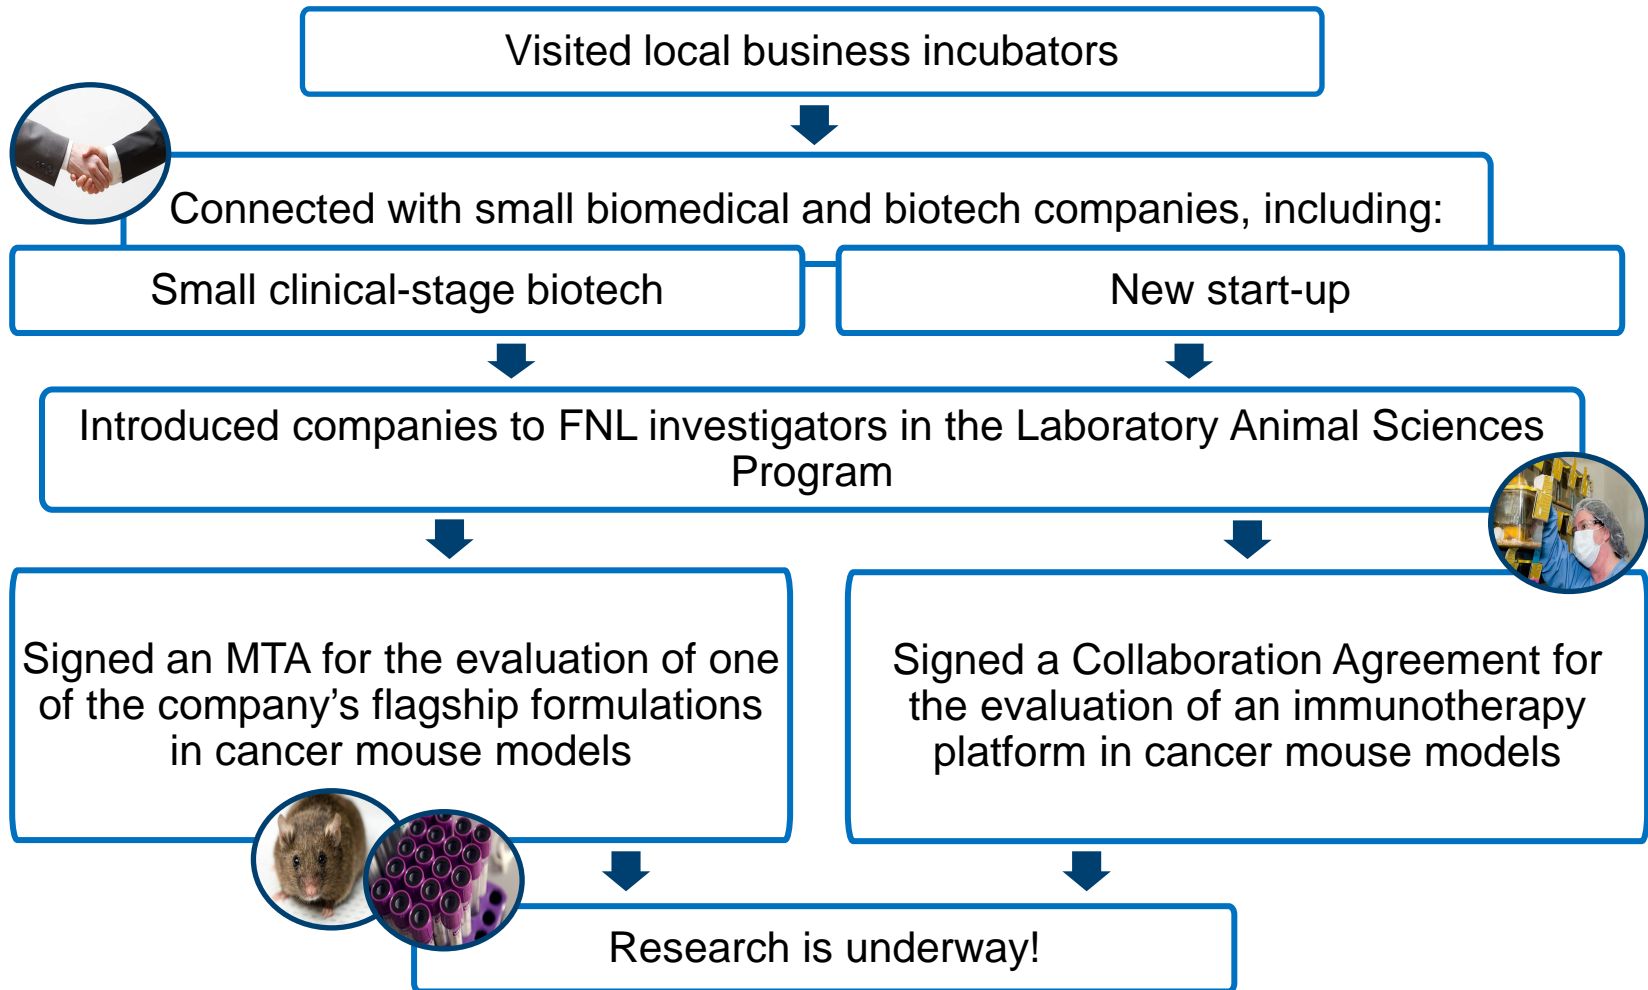 Visited local business incubators
Connected with small biomedical and biotech companies, including:
Small clinical-stage biotech
New start-up
Introduced companies to FNL investigators in the Laboratory Animal Sciences
Program
Signed an MTA for the evaluation of one
of the company’s flagship formulations
in cancer mouse models
Signed a Collaboration Agreement for
the evaluation of an immunotherapy
platform in cancer mouse models
Research is underway!